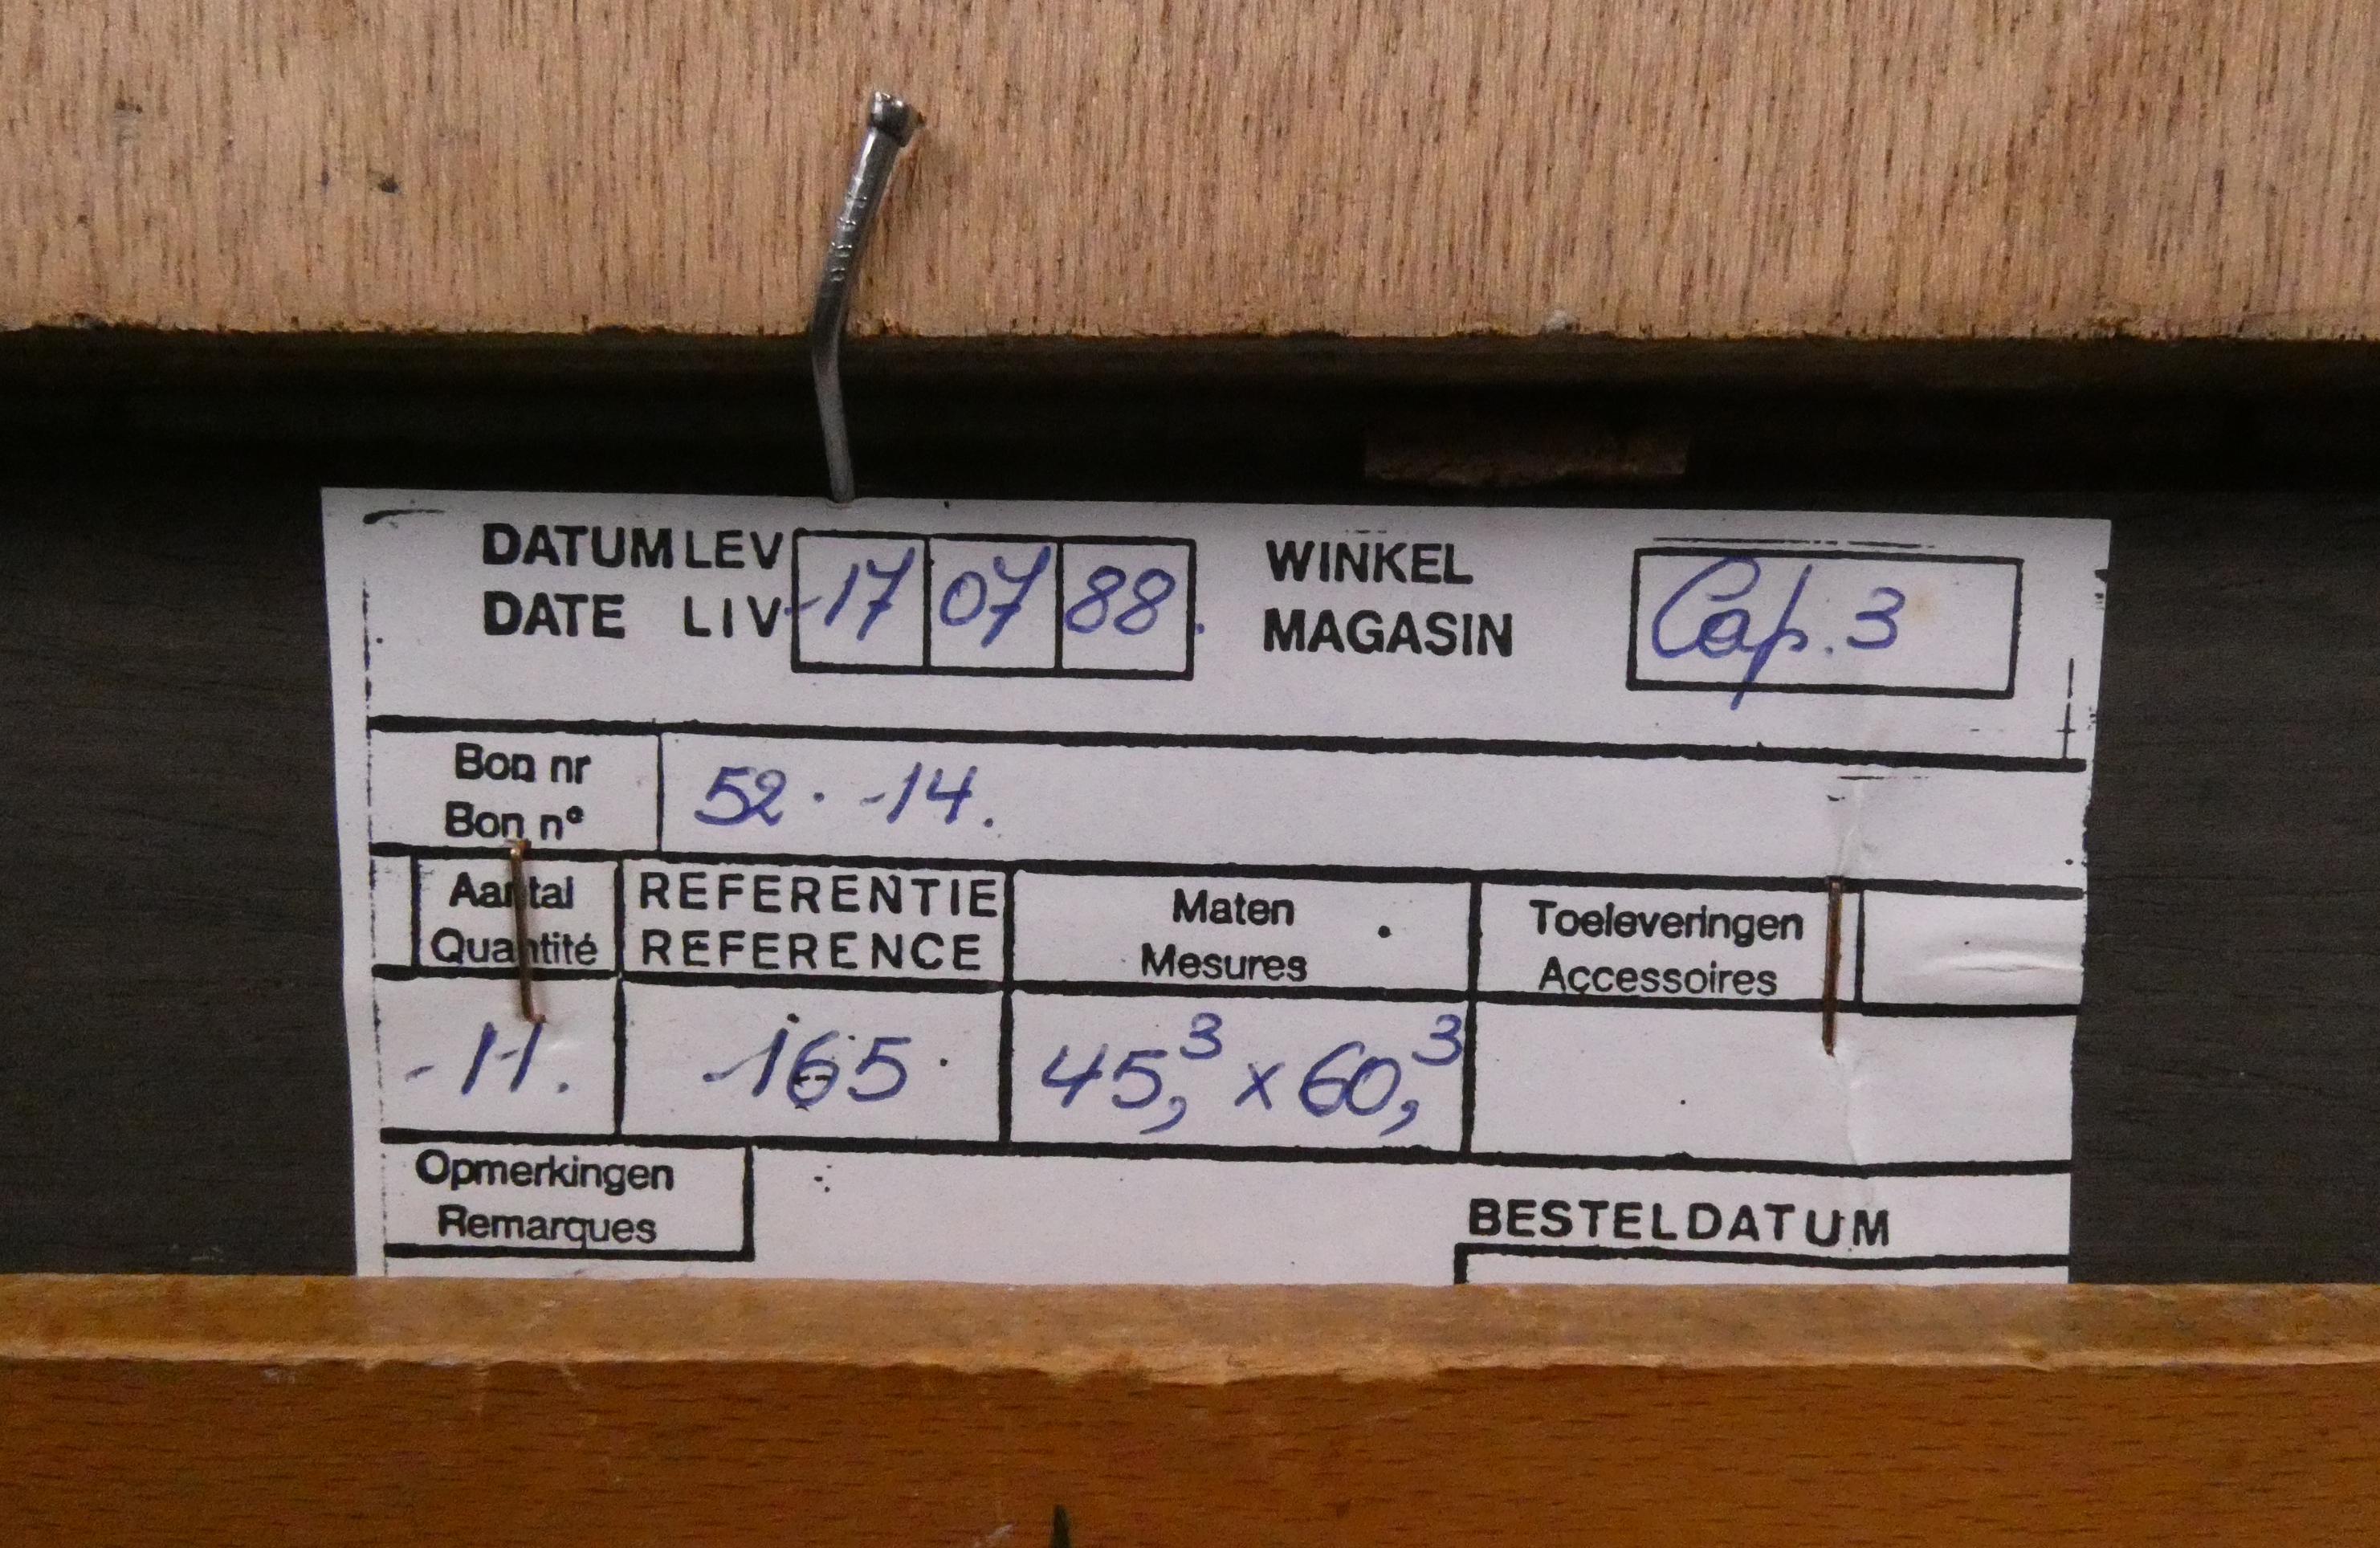 DATUM LEV 17 07 88. WINKEL Cap. 3
DATE LIV MAGASIN
Bon nr 52. -14.
Bon n°
Aantal REFERENTIE Maten Toeleveringen
Quantité REFERENCE Mesures Accessoires
165 45,3 x 60,3
Opmerkingen
Remarques
BESTELDATUM